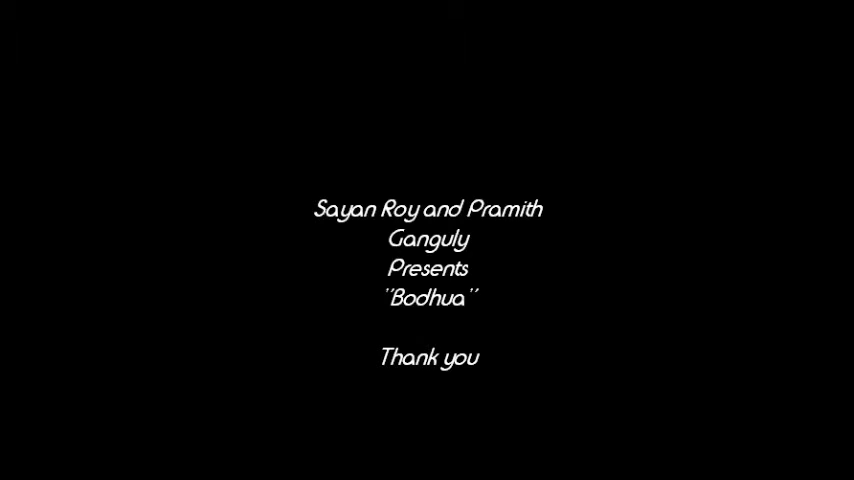 Sayan Roy and Pramith
Ganguly
Presents
"Bodhua"
Thank you